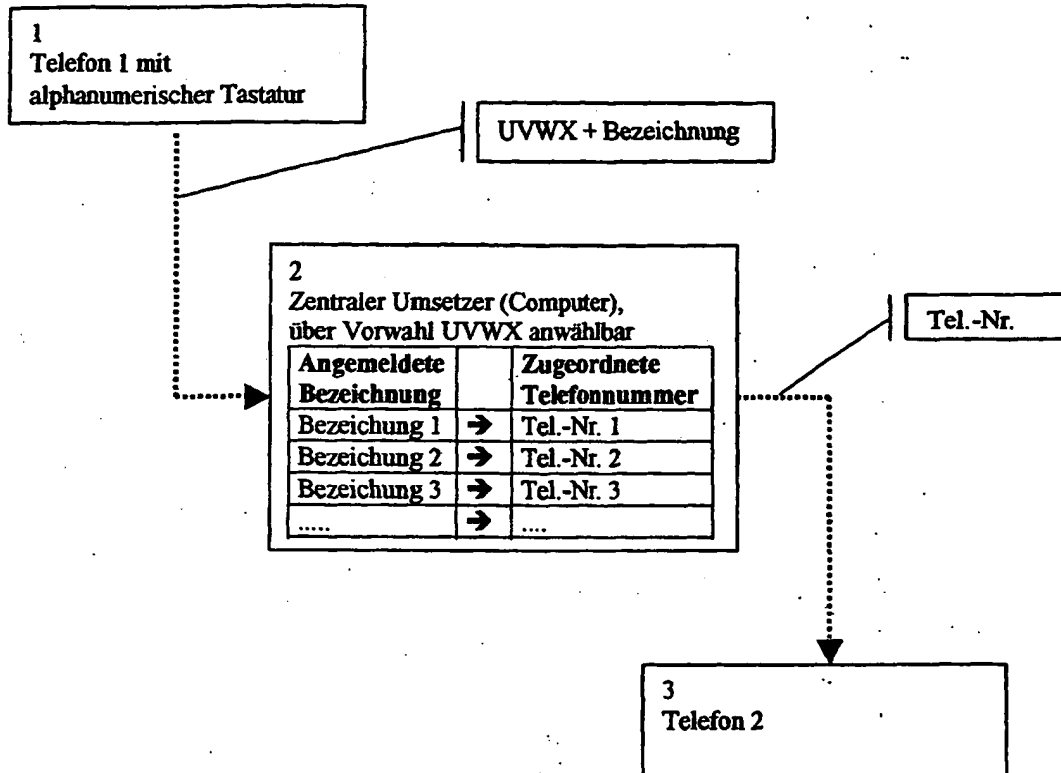 1
Telefon 1 mit
alphanumerischer Tastatur
UVWX + Bezeichnung
2
Zentraler Umsetzer (Computer),
über Vorwahl UVWX anwählbar
Angemeldete Bezeichnung Zugeordnete Telefonnummer
Bezeichung 1 → Tel.-Nr. 1
Bezeichung 2 → Tel.-Nr. 2
Bezeichung 3 → Tel.-Nr. 3
..... → ....
Tel.-Nr.
3
Telefon 2